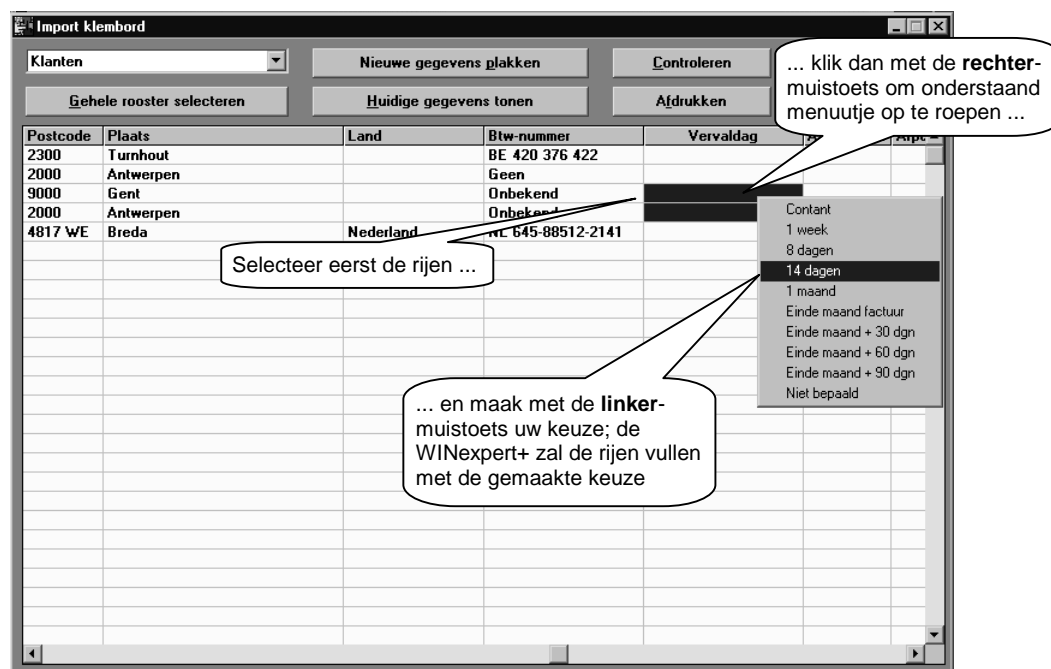 Import klembord
Klanten
Nieuwe gegevens plakken
Controleren
Gehele rooster selecteren
Huidige gegevens tonen
Afdrukken
... klik dan met de rechter-
muistoets om onderstaand
menuutje op te roepen ...
Postcode Plaats Land Btw-nummer Vervaldag
2300 Turnhout BE 420 376 422
2000 Antwerpen Geen
9000 Gent Onbekend
2000 Antwerpen Onbekend
4817 WE Breda Nederland NL 645-88512-2141
Selecteer eerst de rijen ...
Contant
1 week
8 dagen
14 dagen
1 maand
Einde maand factuur
Einde maand + 30 dgn
Einde maand + 60 dgn
Einde maand + 90 dgn
Niet bepaald
... en maak met de linker-
muistoets uw keuze; de
WINexpert+ zal de rijen vullen
met de gemaakte keuze